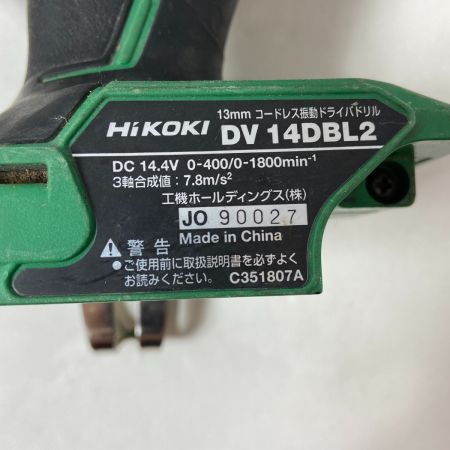 13mm コードレス振動ドライバドリル
HiKOKI DV 14DBL2
DC 14.4V 0-400/0-1800min-1
3軸合成値：7.8m/s²
工機ホールディングス(株)
JO 90027
Made in China
警告
●ご使用前に取扱説明書を必ずよく
お読みください。 C351807A